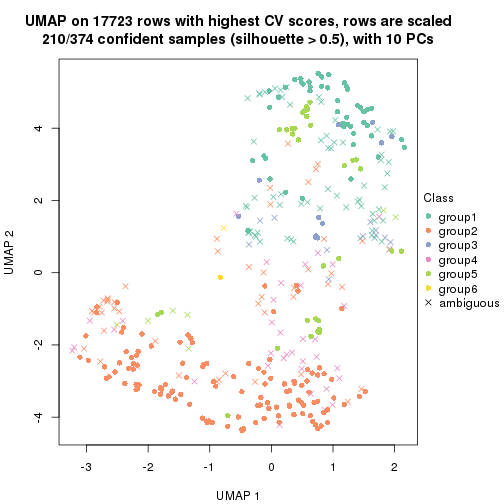 UMAP on 17723 rows with highest CV scores, rows are scaled
210/374 confident samples (silhouette > 0.5), with 10 PCs
UMAP 2
4
2
0
-2
-4
-3
-2
-1
0
1
2
UMAP 1
Class
group1
group2
group3
group4
group5
group6
ambiguous